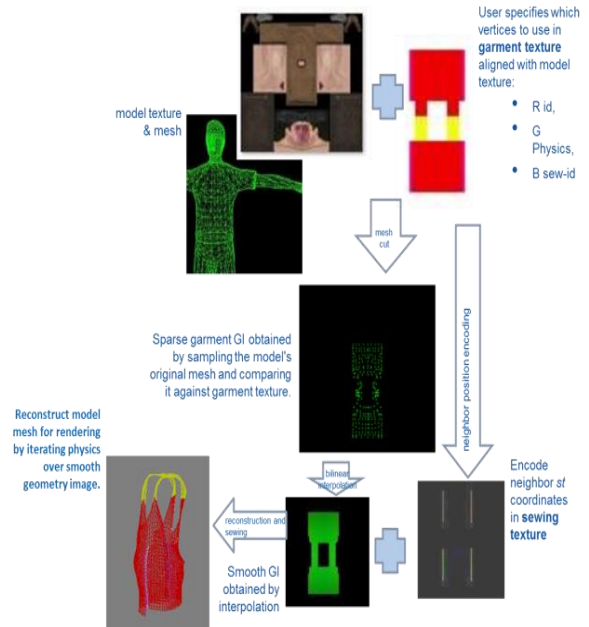 User specifies which
vertices to use in
garment texture
aligned with model
texture:
• R id,
• G
Physics,
• B sew-id
model texture
& mesh
mesh
cut
neighbor position encoding
Sparse garment GI obtained
by sampling the model's
original mesh and comparing
it against garment texture.
Reconstruct model
mesh for rendering
by iterating physics
over smooth
geometry image.
bilinear
interpolation
Encode
neighbor st
coordinates
in sewing
texture
reconstruction and
sewing
Smooth GI
obtained by
interpolation